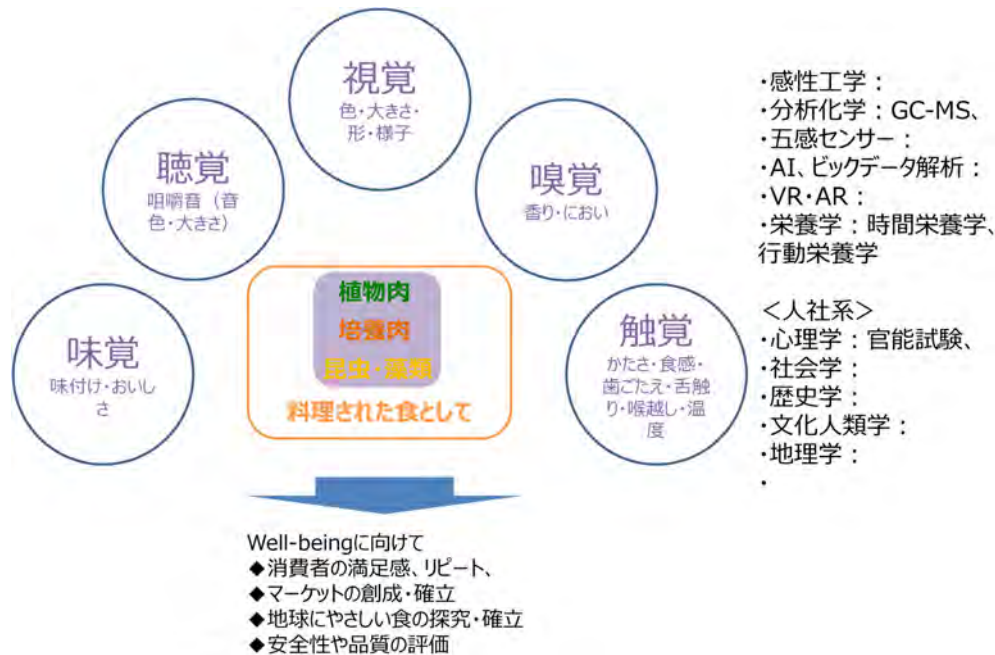 視覚
色・大きさ・
形・様子
聴覚
咀嚼音（音
色・大きさ）
嗅覚
香り・におい
味覚
味付け・おいし
さ
植物肉
培養肉
昆虫・藻類
料理された食として
触覚
かたさ・食感・
歯ごたえ・舌触
り・喉越し・温
度
・感性工学：
・分析化学：GC-MS、
・五感センサー：
・AI、ビックデータ解析：
・VR・AR：
・栄養学：時間栄養学、
行動栄養学
＜人社系＞
・心理学：官能試験、
・社会学：
・歴史学：
・文化人類学：
・地理学：
・
Well-beingに向けて
◆消費者の満足感、リピート、
◆マーケットの創成・確立
◆地球にやさしい食の探究・確立
◆安全性や品質の評価